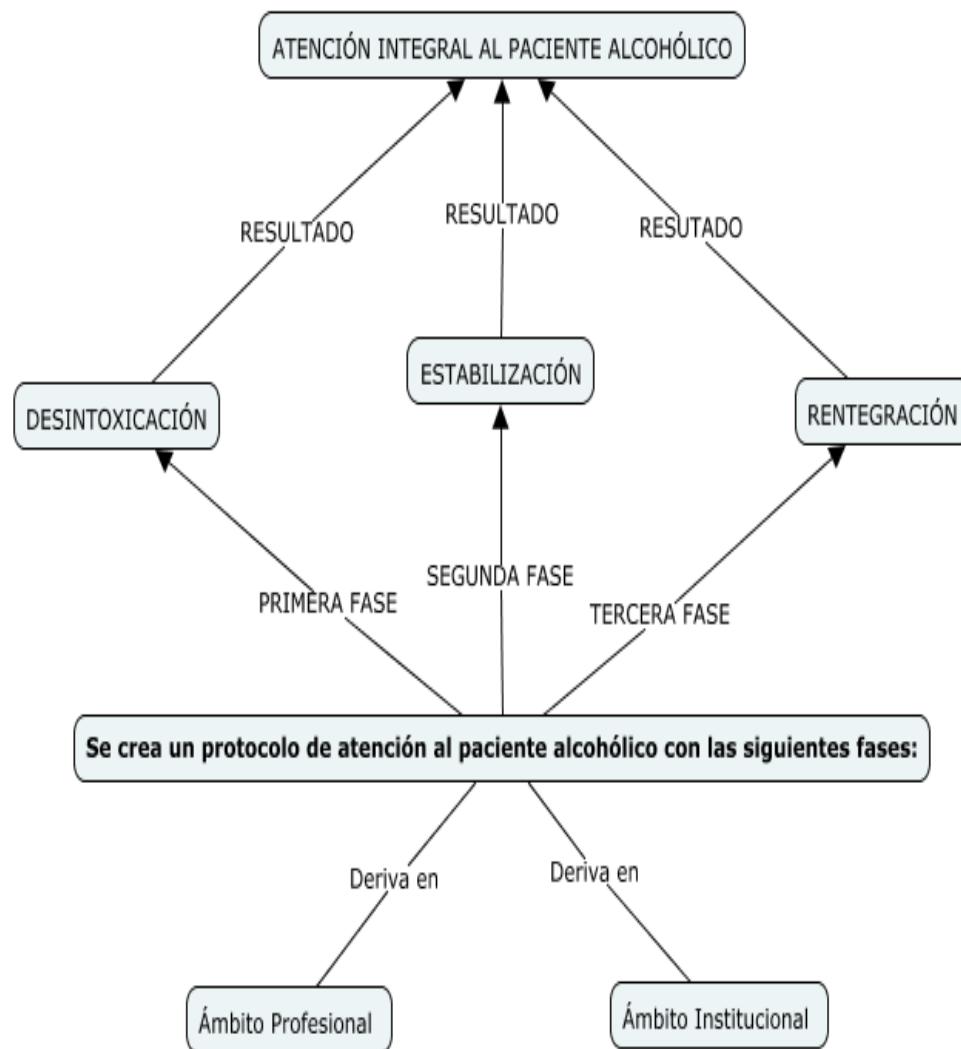 ATENCIÓN INTEGRAL AL PACIENTE ALCOHÓLICO
RESULTADO
RESULTADO
RESUTADO
DESINTOXICACIÓN
ESTABILIZACIÓN
RENTEGRACIÓN
PRIMERA FASE
SEGUNDA FASE
TERCERA FASE
Se crea un protocolo de atención al paciente alcohólico con las siguientes fases:
Deriva en
Deriva en
Ámbito Profesional
Ámbito Institucional